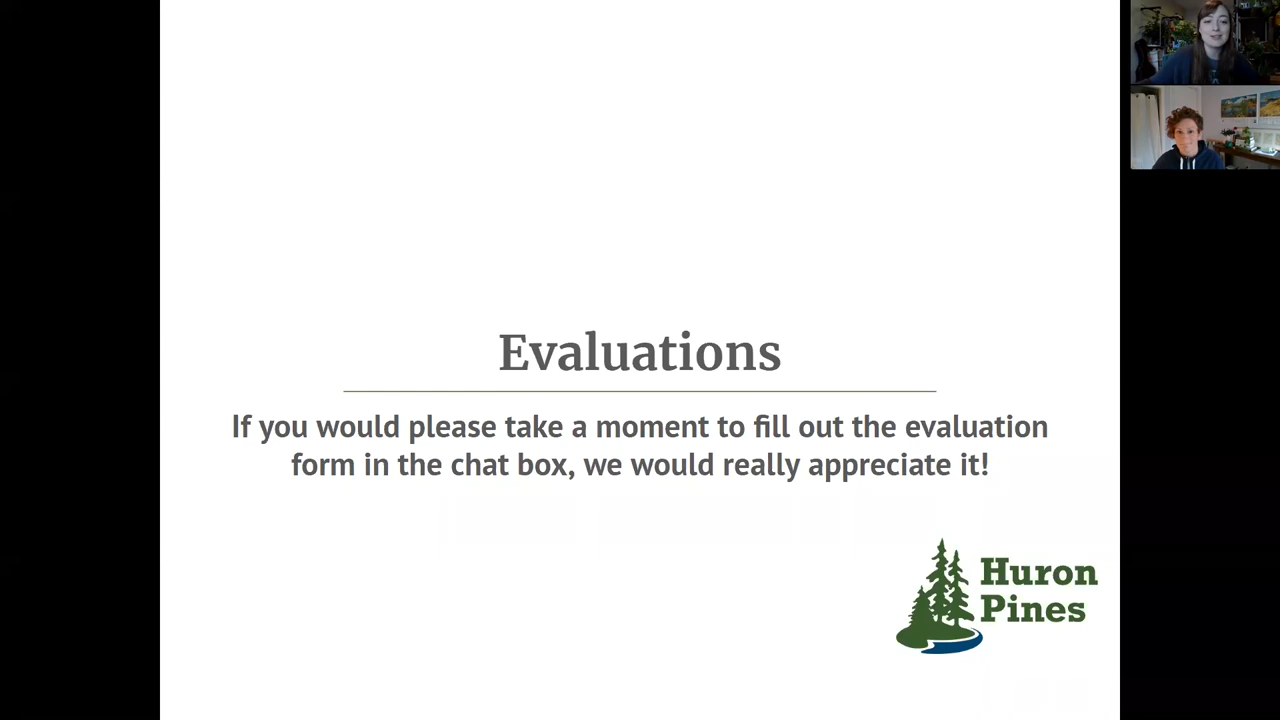 Evaluations
If you would please take a moment to fill out the evaluation
form in the chat box, we would really appreciate it!
Huron
Pines